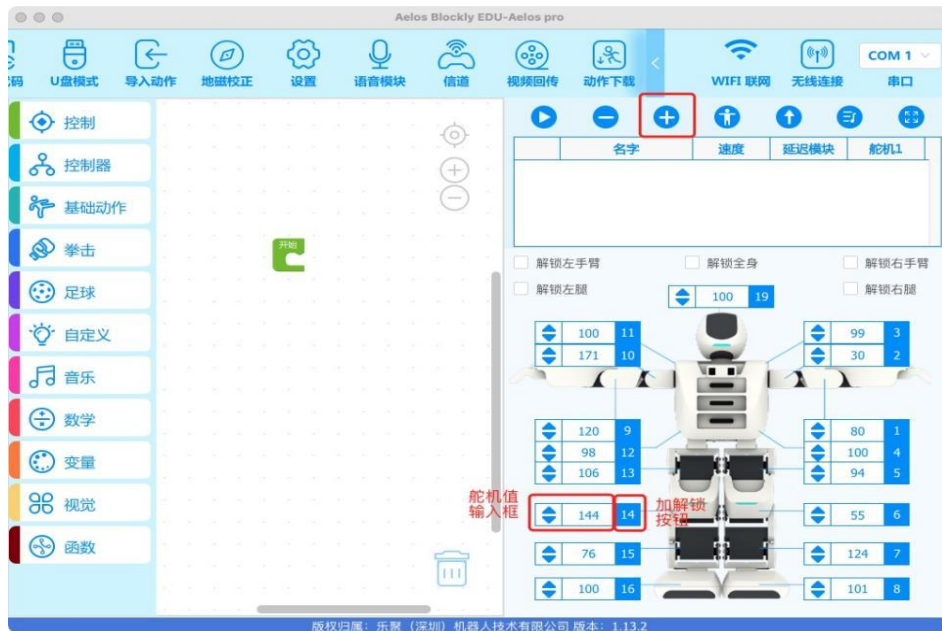 Aelos Blockly EDU-Aelos pro
码 U盘模式 导入动作 地磁校正 设置 语音模块 信道 视频回传 动作下载 < WIFI 联网 无线连接 COM 1 串口
控制
控制器
基础动作
拳击
足球
自定义
音乐
数学
变量
视觉
函数
开始
名字 速度 延迟模块 舵机1
解锁左手臂 解锁全身 解锁右手臂
解锁左腿 解锁右腿
100 19
100 11 99 3
171 10 30 2
120 9 80 1
98 12 100 4
106 13 94 5
舵机值
输入框
144 14
加解锁
按钮
55 6
76 15 124 7
100 16 101 8
版权归属：乐聚（深圳）机器人技术有限公司 版本：1.13.2